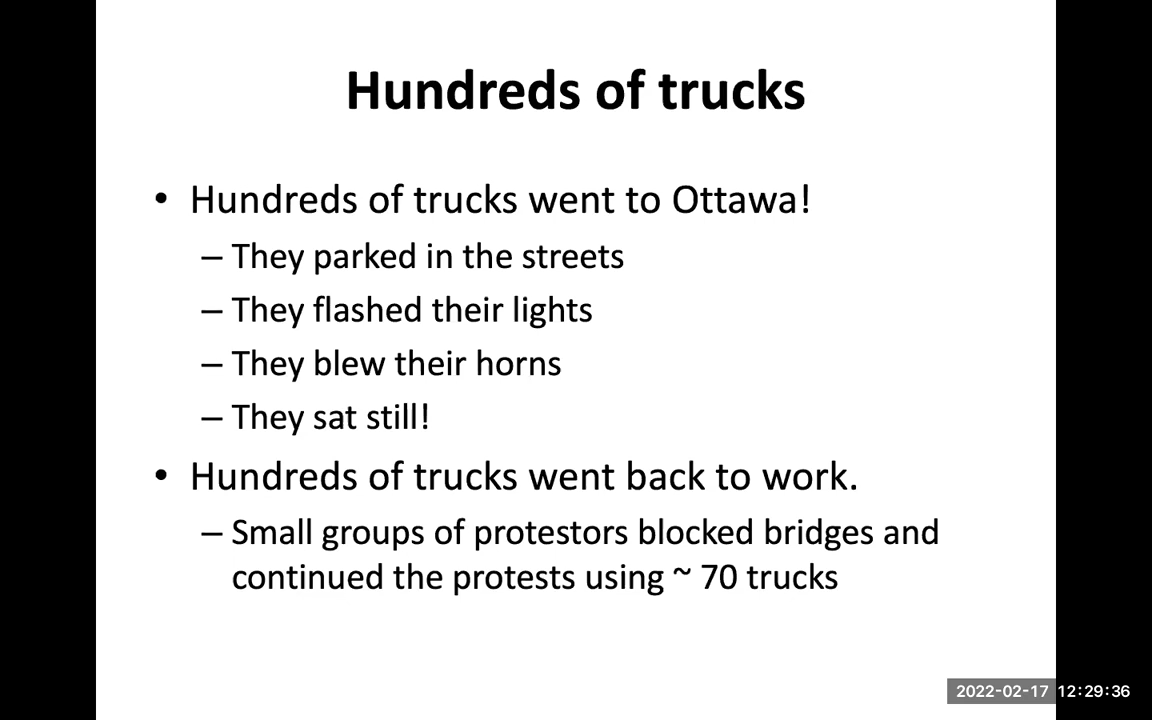 Hundreds of trucks
• Hundreds of trucks went to Ottawa!
– They parked in the streets
– They flashed their lights
– They blew their horns
– They sat still!
• Hundreds of trucks went back to work.
– Small groups of protestors blocked bridges and
continued the protests using ~ 70 trucks
2022-02-17 12:29:36